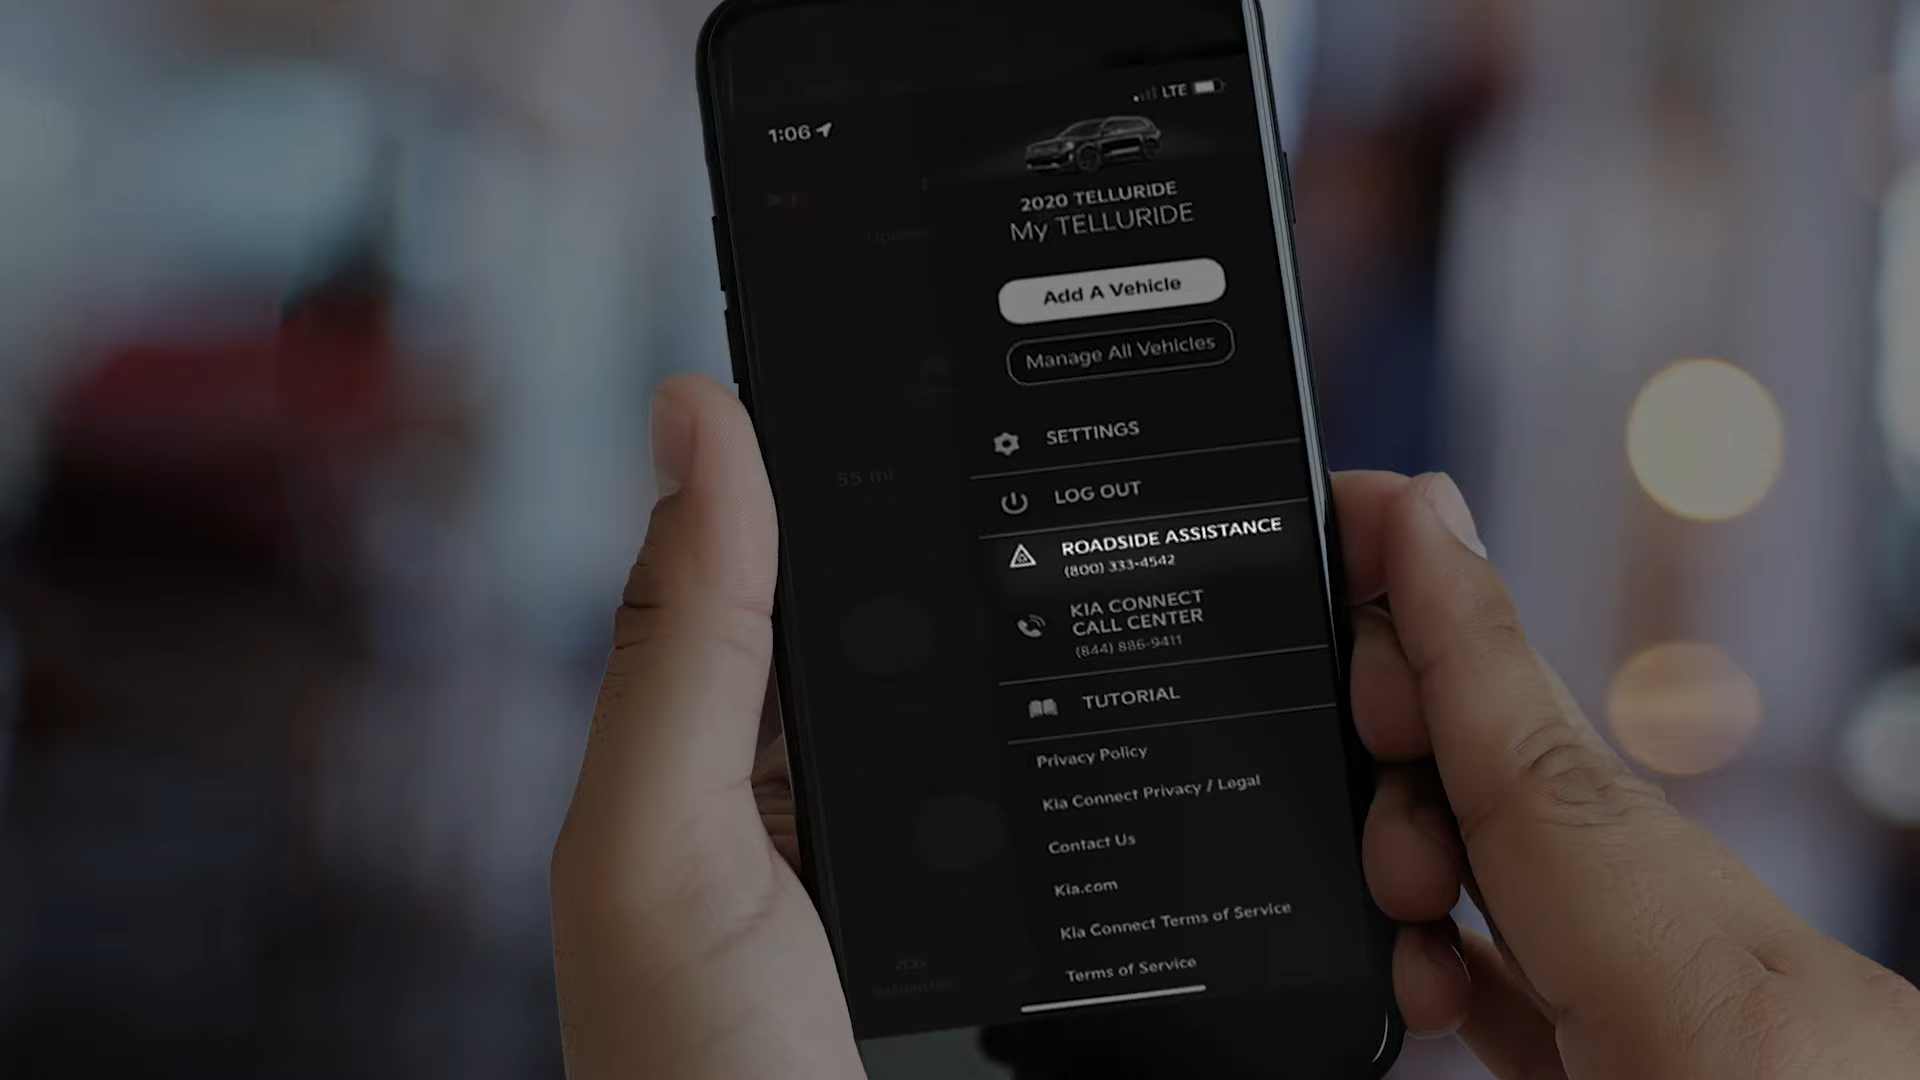 LTE
1:06
2020 TELLURIDE
My TELLURIDE
Add A Vehicle
Manage All Vehicles
SETTINGS
55 mi
LOG OUT
ROADSIDE ASSISTANCE
(800) 333-4542
KIA CONNECT
CALL CENTER
(844) 886-9411
TUTORIAL
Privacy Policy
Kia Connect Privacy / Legal
Contact Us
Kia.com
Kia Connect Terms of Service
Terms of Service